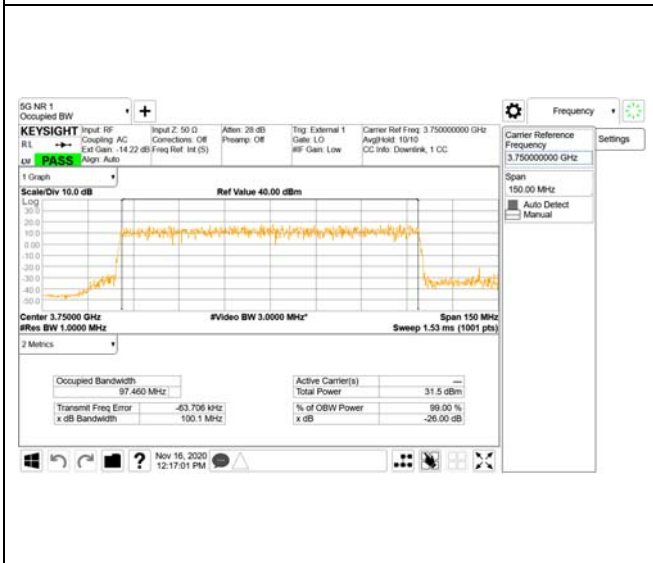 5G NR 1
Occupied BW
Frequency
KEYSIGHT Input: RF Input Z: 50 Ω Atten: 28 dB Trig: External 1 Carrier Ref Freq: 3.750000000 GHz
RL Coupling: AC Corrections: Off Preamp: Off Gate: LO Avg|Hold: 10/10
Ext Gain: -14.22 dB Freq Ref: Int (S) #IF Gain: Low CC Info: Downlink, 1 CC
PASS Align: Auto
Carrier Reference
Frequency
3.750000000 GHz
Settings
Span
150.00 MHz
Auto Detect
Manual
1 Graph
Scale/Div 10.0 dB Ref Value 40.00 dBm
Log
30.0
20.0
10.0
0.00
-10.0
-20.0
-30.0
-40.0
-50.0
Center 3.75000 GHz #Video BW 3.0000 MHz* Span 150 MHz
#Res BW 1.0000 MHz Sweep 1.53 ms (1001 pts)
2 Metrics
Occupied Bandwidth Active Carrier(s) ---
97.460 MHz Total Power 31.5 dBm
Transmit Freq Error -63.706 kHz % of OBW Power 99.00 %
x dB Bandwidth 100.1 MHz x dB -26.00 dB
? Nov 16, 2020
12:17:01 PM